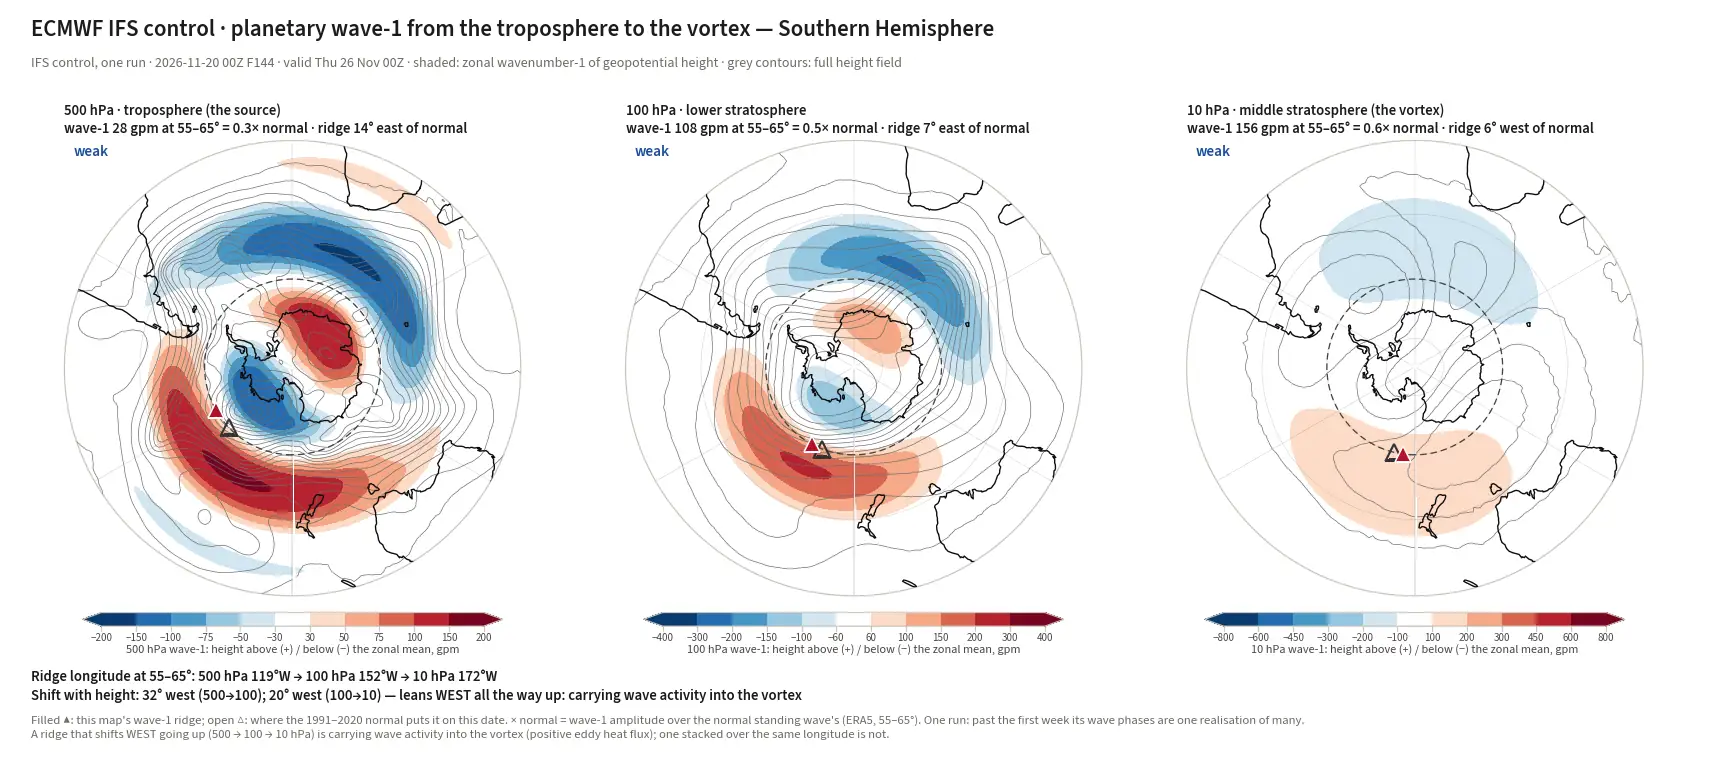 ECMWF IFS control · planetary wave-1 from the troposphere to the vortex — Southern Hemisphere
IFS control, one run · 2026-11-20 00Z F144 · valid Thu 26 Nov 00Z · shaded: zonal wavenumber-1 of geopotential height · grey contours: full height field
500 hPa · troposphere (the source)
wave-1 28 gpm at 55–65° = 0.3× normal · ridge 14° east of normal
weak
100 hPa · lower stratosphere
wave-1 108 gpm at 55–65° = 0.5× normal · ridge 7° east of normal
weak
10 hPa · middle stratosphere (the vortex)
wave-1 156 gpm at 55–65° = 0.6× normal · ridge 6° west of normal
weak
−200 −150 −100 −75 −50 −30 30 50 75 100 150 200
500 hPa wave-1: height above (+) / below (−) the zonal mean, gpm
−400 −300 −200 −150 −100 −60 60 100 150 200 300 400
100 hPa wave-1: height above (+) / below (−) the zonal mean, gpm
−800 −600 −450 −300 −200 −100 100 200 300 450 600 800
10 hPa wave-1: height above (+) / below (−) the zonal mean, gpm
Ridge longitude at 55–65°: 500 hPa 119°W → 100 hPa 152°W → 10 hPa 172°W
Shift with height: 32° west (500→100); 20° west (100→10) — leans WEST all the way up: carrying wave activity into the vortex
Filled ▲: this map's wave-1 ridge; open △: where the 1991–2020 normal puts it on this date. × normal = wave-1 amplitude over the normal standing wave's (ERA5, 55–65°). One run: past the first week its wave phases are one realisation of many.
A ridge that shifts WEST going up (500 → 100 → 10 hPa) is carrying wave activity into the vortex (positive eddy heat flux); one stacked over the same longitude is not.